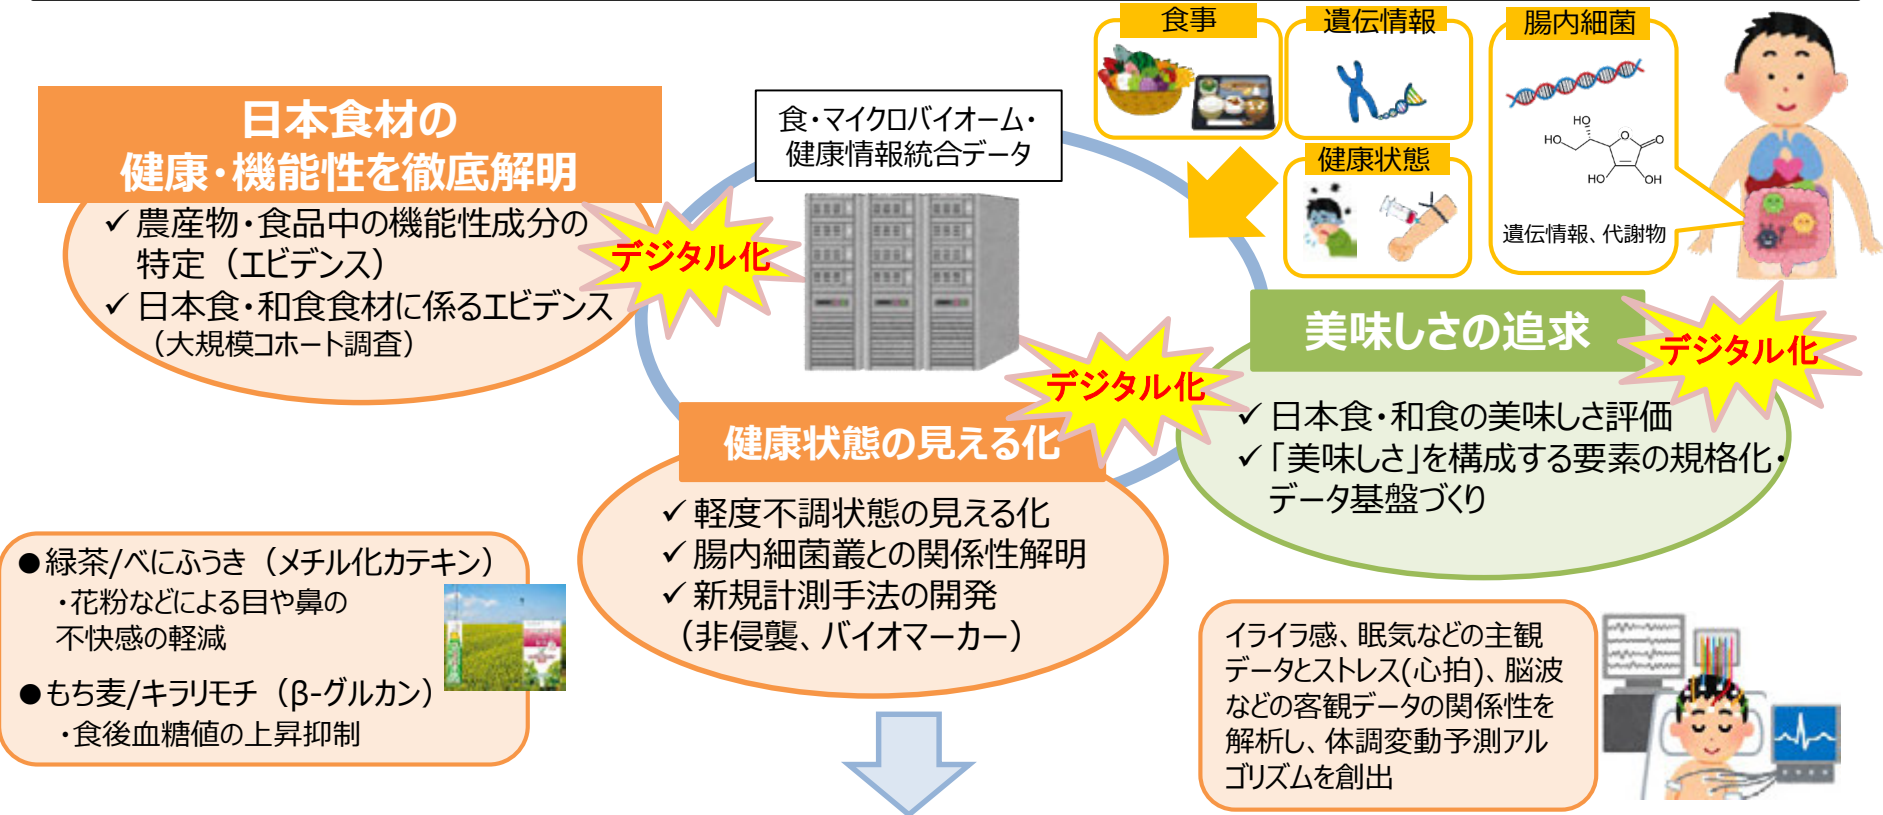 食事
遺伝情報
腸内細菌
日本食材の
健康・機能性を徹底解明
食・マイクロバイオーム・
健康情報統合データ
健康状態
HO
HO
O
O
HO
OH
遺伝情報、代謝物
✓農産物・食品中の機能性成分の
特定（エビデンス）
✓日本食・和食食材に係るエビデンス
（大規模コホート調査）
デジタル化
デジタル化
美味しさの追求
デジタル化
✓日本食・和食の美味しさ評価
✓「美味しさ」を構成する要素の規格化・
データ基盤づくり
健康状態の見える化
✓軽度不調状態の見える化
✓腸内細菌叢との関係性解明
✓新規計測手法の開発
（非侵襲、バイオマーカー）
●緑茶/べにふうき（メチル化カテキン）
・花粉などによる目や鼻の
不快感の軽減
●もち麦/キラリモチ（β-グルカン）
・食後血糖値の上昇抑制
イライラ感、眠気などの主観
データとストレス(心拍)、脳波
などの客観データの関係性を
解析し、体調変動予測アル
ゴリズムを創出